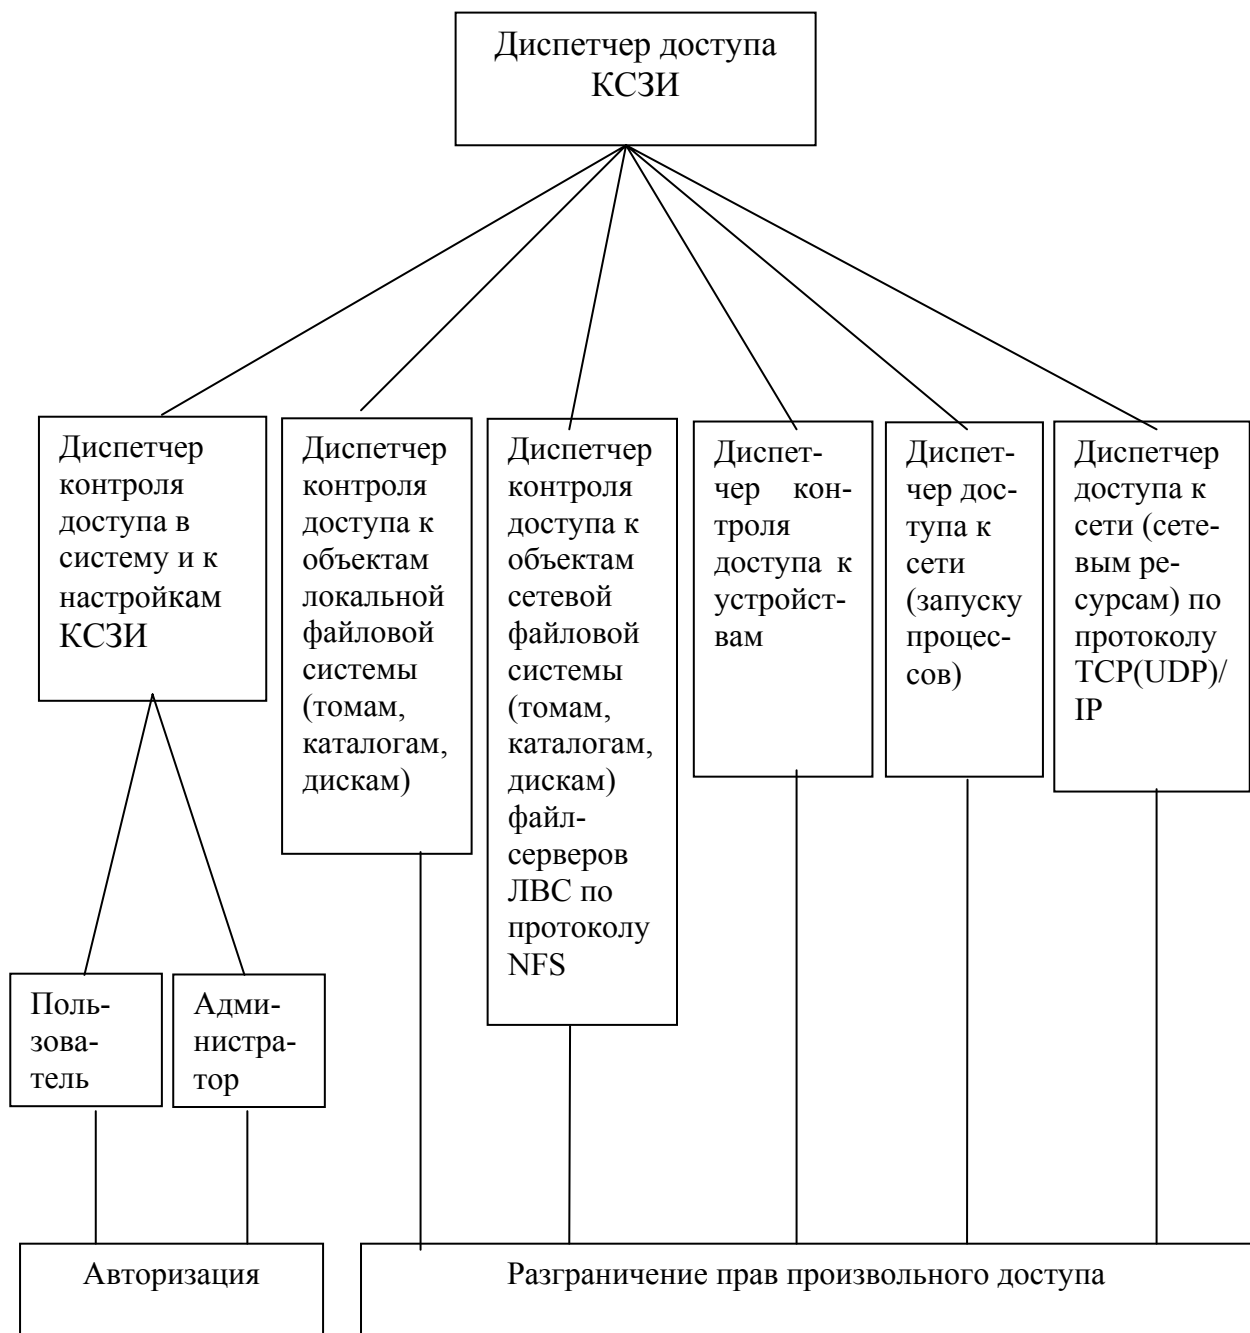 Диспетчер доступа
КСЗИ
Диспетчер
контроля
доступа в
систему и к
настройкам
КСЗИ
Диспетчер
контроля
доступа к
объектам
локальной
файловой
системы
(томам,
каталогам,
дискам)
Диспетчер
контроля
доступа к
объектам
сетевой
файловой
системы
(томам,
каталогам,
дискам)
файл-
серверов
ЛВС по
протоколу
NFS
Диспет-
чер кон-
троля
доступа к
устройст-
вам
Диспет-
чер дос-
тупа к
сети
(запуску
процес-
сов)
Диспетчер
доступа к
сети (сете-
вым ре-
сурсам) по
протоколу
TCP(UDP)/
IP
Поль-
зова-
тель
Адми-
нистра-
тор
Авторизация
Разграничение прав произвольного доступа